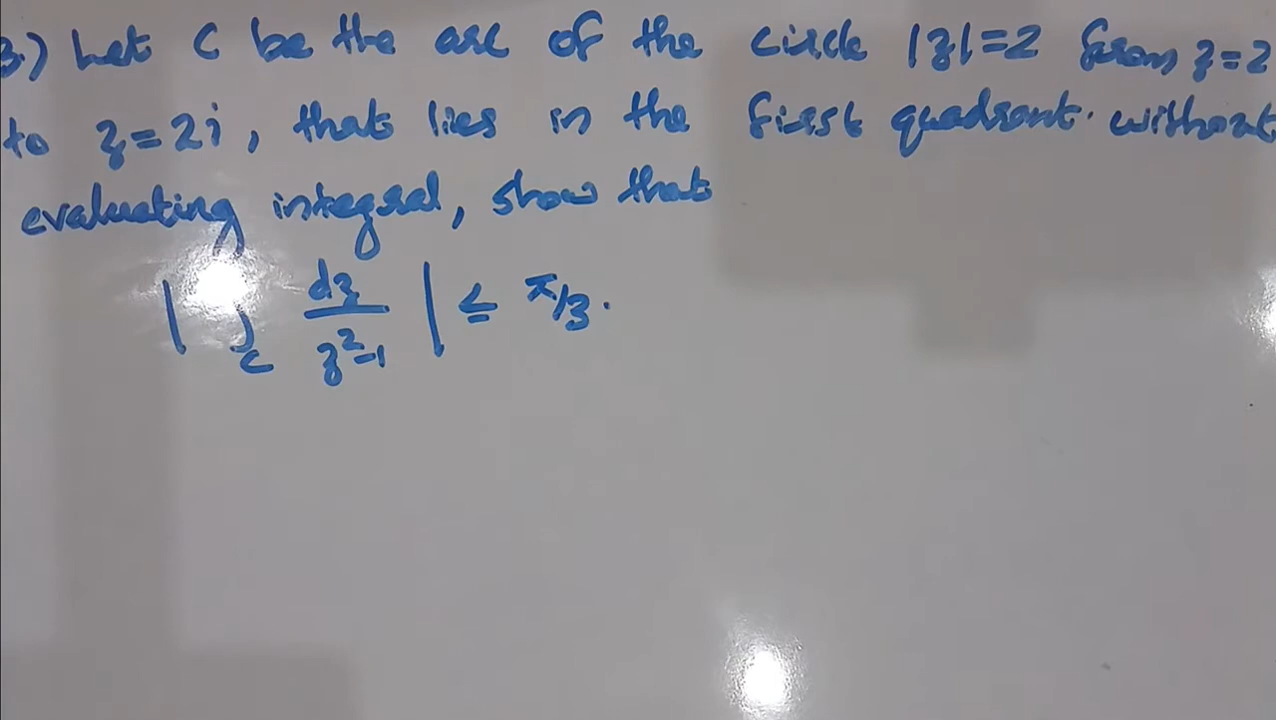 3.) Let C be the arc of the circle |z|=2 from z=2
to z=2i, that lies in the first quadrant. without
evaluating integral, show that
| ∫_C dz/(z²-1) | ≤ π/3.